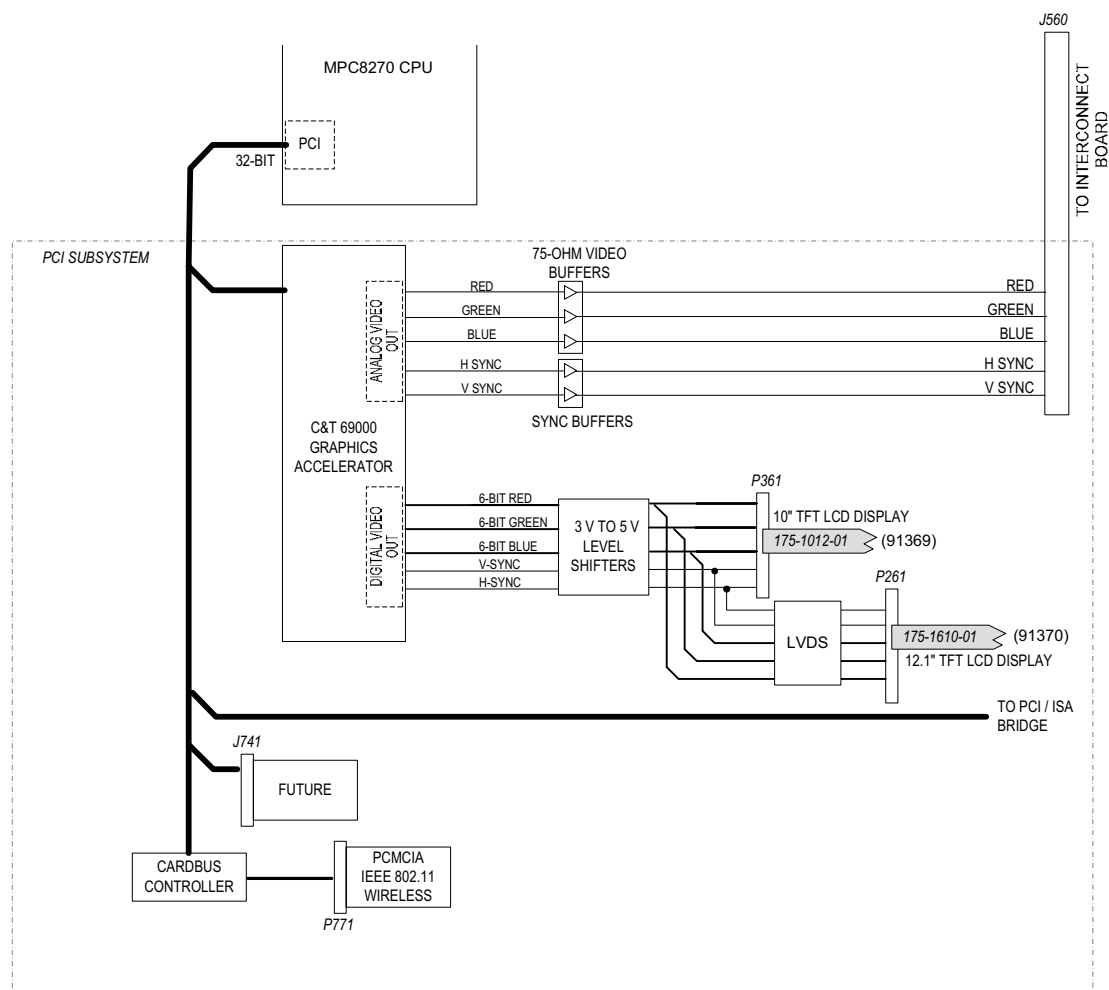 J560
MPC8270 CPU
TO INTERCONNECT
BOARD
PCI
32-BIT
PCI SUBSYSTEM
75-OHM VIDEO
BUFFERS
RED
RED
GREEN
GREEN
BLUE
BLUE
ANALOG VIDEO
OUT
H SYNC
H SYNC
V SYNC
V SYNC
SYNC BUFFERS
C&T 69000
GRAPHICS
ACCELERATOR
DIGITAL VIDEO
OUT
6-BIT RED
6-BIT GREEN
6-BIT BLUE
V-SYNC
H-SYNC
3 V TO 5 V
LEVEL
SHIFTERS
P361
10" TFT LCD DISPLAY
175-1012-01
(91369)
P261
LVDS
175-1610-01
(91370)
12.1" TFT LCD DISPLAY
TO PCI / ISA
BRIDGE
J741
FUTURE
CARDBUS
CONTROLLER
PCMCIA
IEEE 802.11
WIRELESS
P771